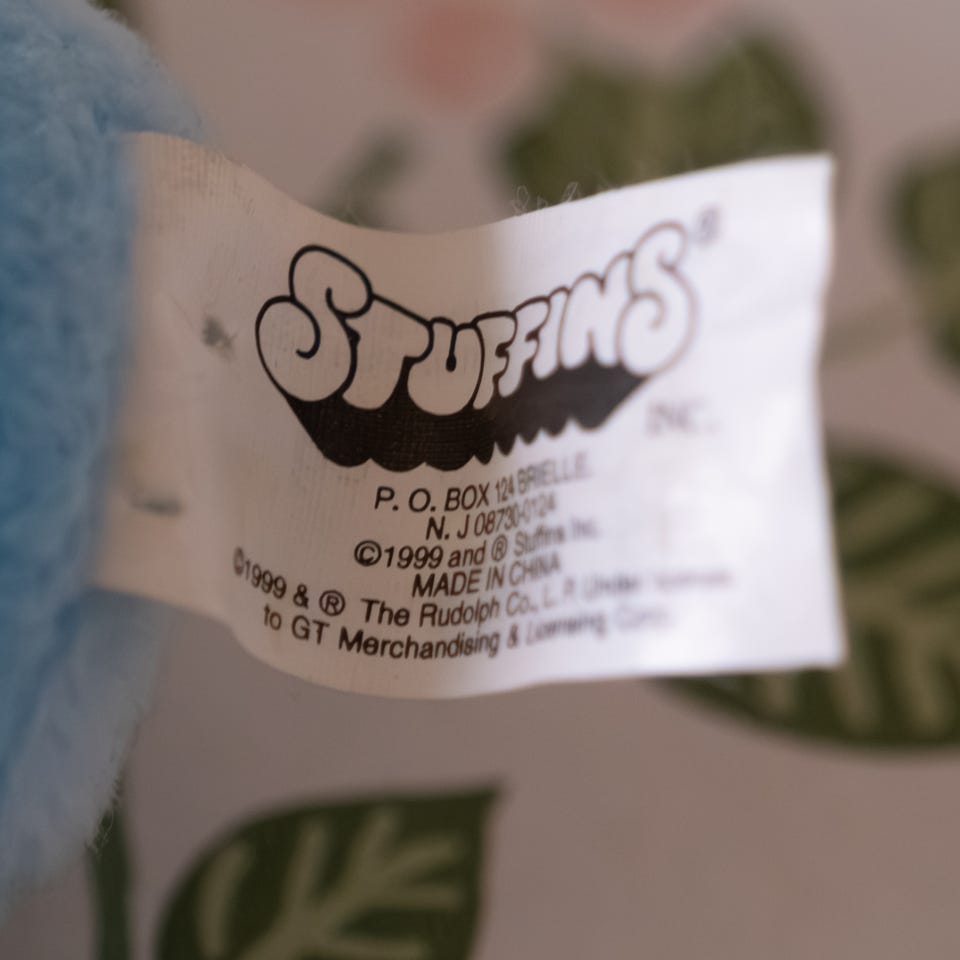 STUFFINS®
INC.
P. O. BOX 124 BRIELLE.
N. J 08730-0124
©1999 and ® Stuffins Inc.
MADE IN CHINA
©1999 & ® The Rudolph Co., L. P. Under license
to GT Merchandising & Licensing Corp.